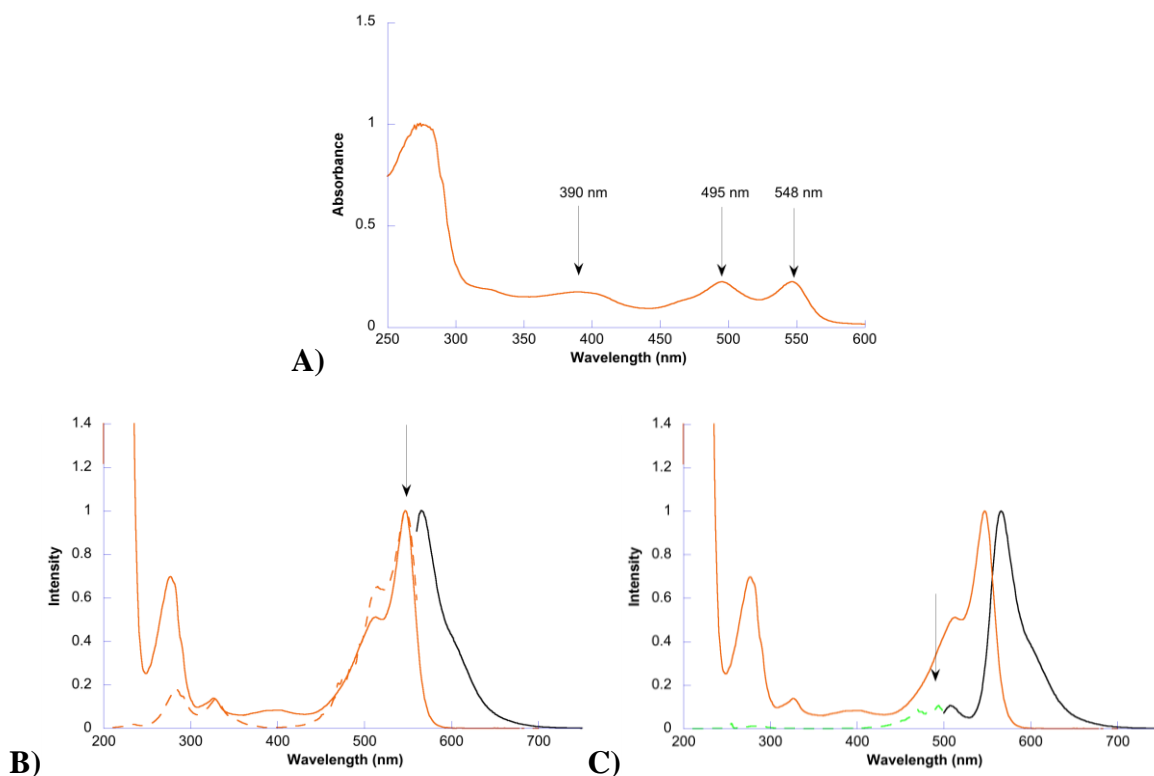 1.5
1
0.5
0
Absorbance
390 nm
495 nm
548 nm
250 300 350 400 450 500 550 600
Wavelength (nm)
A)
1.4
1.2
1
0.8
0.6
0.4
0.2
0
Intensity
200 300 400 500 600 700
Wavelength (nm)
B)
1.4
1.2
1
0.8
0.6
0.4
0.2
0
Intensity
200 300 400 500 600 700
Wavelength (nm)
C)